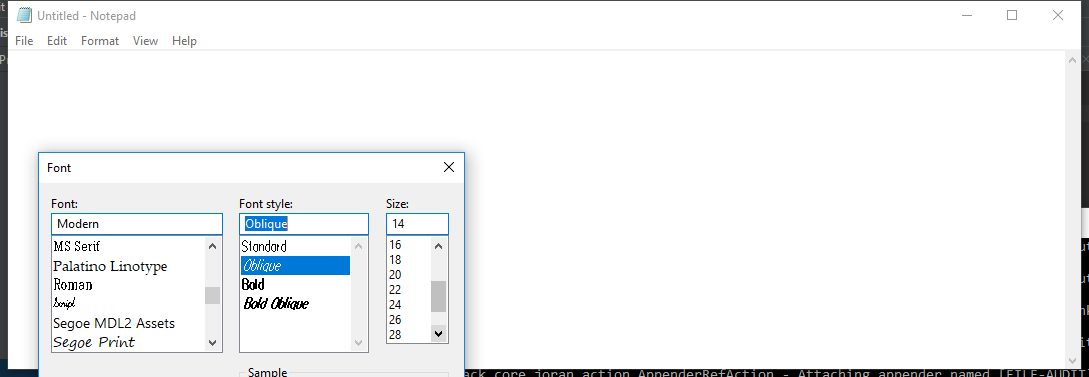 Untitled - Notepad
File Edit Format View Help
Font
Font: Font style: Size:
Modern Oblique 14
MS Serif
Palatino Linotype
Roman
Script
Segoe MDL2 Assets
Segoe Print
Standard
Oblique
Bold
Bold Oblique
16
18
20
22
24
26
28
Sample
ack core joran action AppenderRefAction - Attaching appender named [FILE-AUDIT